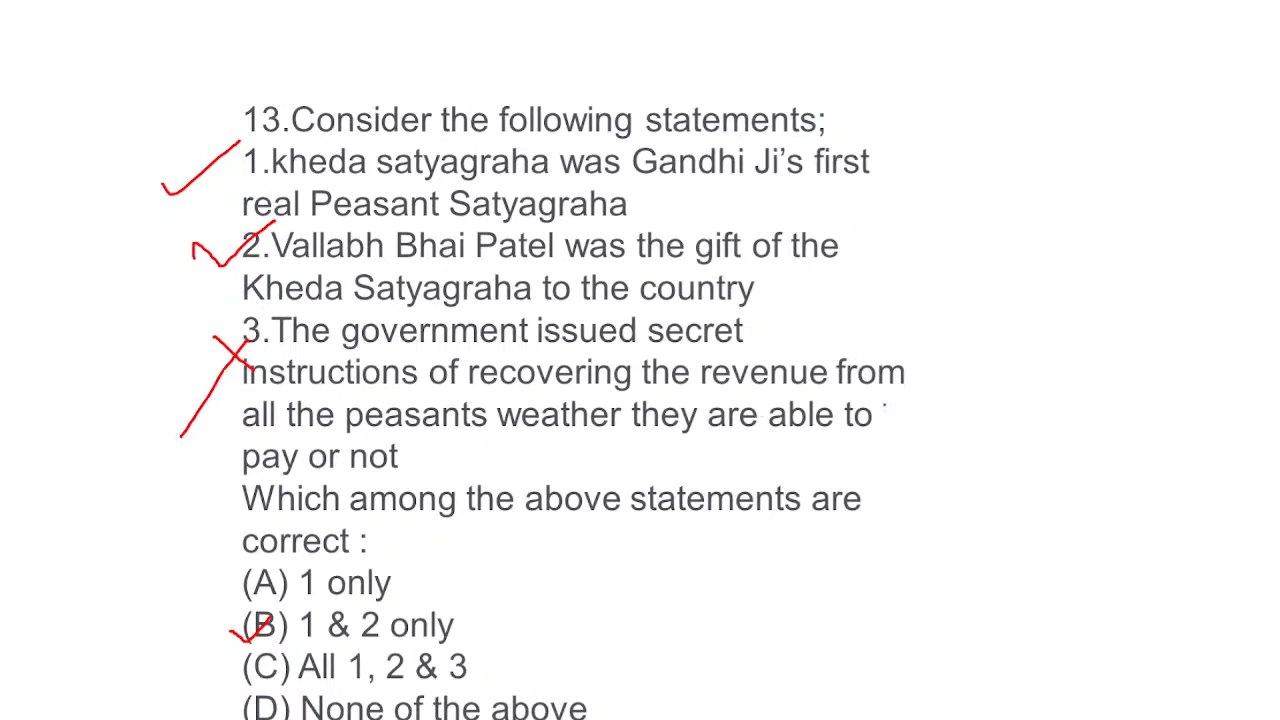 13.Consider the following statements;
1.kheda satyagraha was Gandhi Ji’s first
real Peasant Satyagraha
2.Vallabh Bhai Patel was the gift of the
Kheda Satyagraha to the country
3.The government issued secret
instructions of recovering the revenue from
all the peasants weather they are able to
pay or not
Which among the above statements are
correct :
(A) 1 only
(B) 1 & 2 only
(C) All 1, 2 & 3
(D) None of the above